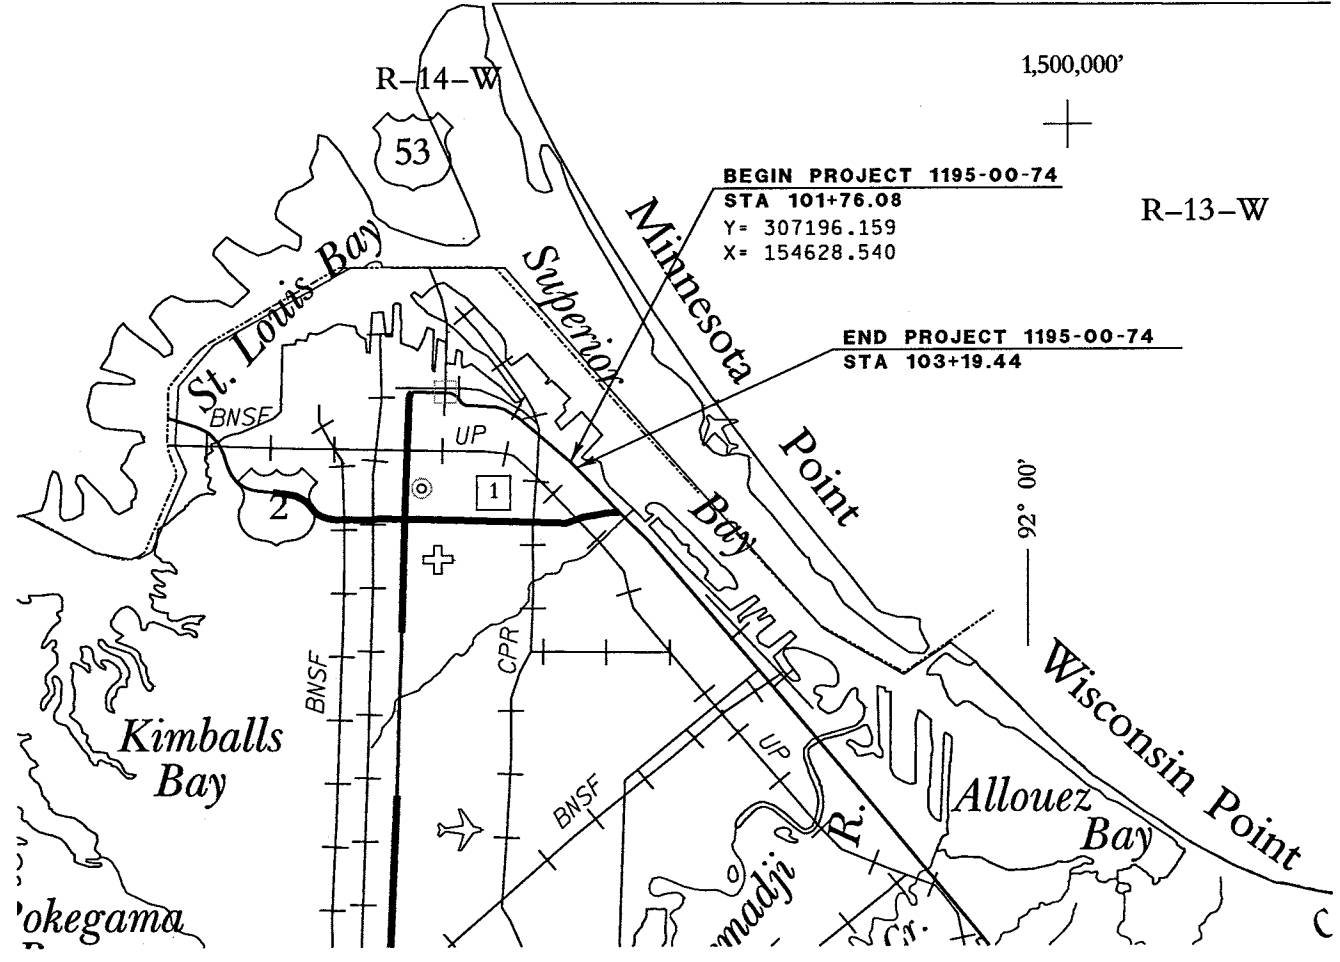 R-14-W
1,500,000'
53
BEGIN PROJECT 1195-00-74
STA 101+76.08
Y= 307196.159
X= 154628.540
R-13-W
Minnesota
Point
St. Louis Bay
Superior
Bay
END PROJECT 1195-00-74
STA 103+19.44
BNSF
UP
2
1
92° 00'
CPR
BNSF
Kimballs
Bay
UP
BNSF
Wisconsin Point
Allouez
Bay
R.
madji
Cr.
okegama